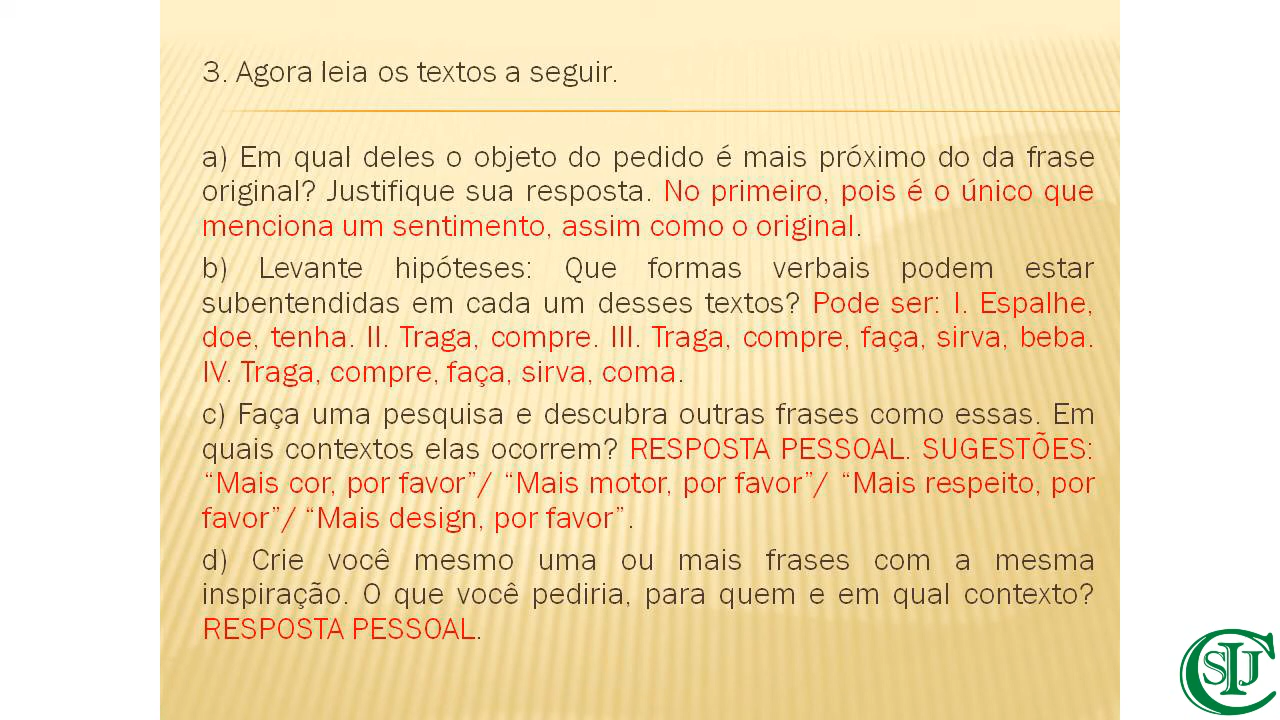 3. Agora leia os textos a seguir.
a) Em qual deles o objeto do pedido é mais próximo do da frase
original? Justifique sua resposta. No primeiro, pois é o único que
menciona um sentimento, assim como o original.
b) Levante hipóteses: Que formas verbais podem estar
subentendidas em cada um desses textos? Pode ser: I. Espalhe,
doe, tenha. II. Traga, compre. III. Traga, compre, faça, sirva, beba.
IV. Traga, compre, faça, sirva, coma.
c) Faça uma pesquisa e descubra outras frases como essas. Em
quais contextos elas ocorrem? RESPOSTA PESSOAL. SUGESTÕES:
“Mais cor, por favor”/ “Mais motor, por favor”/ “Mais respeito, por
favor”/ “Mais design, por favor”.
d) Crie você mesmo uma ou mais frases com a mesma
inspiração. O que você pediria, para quem e em qual contexto?
RESPOSTA PESSOAL.
CSIJ